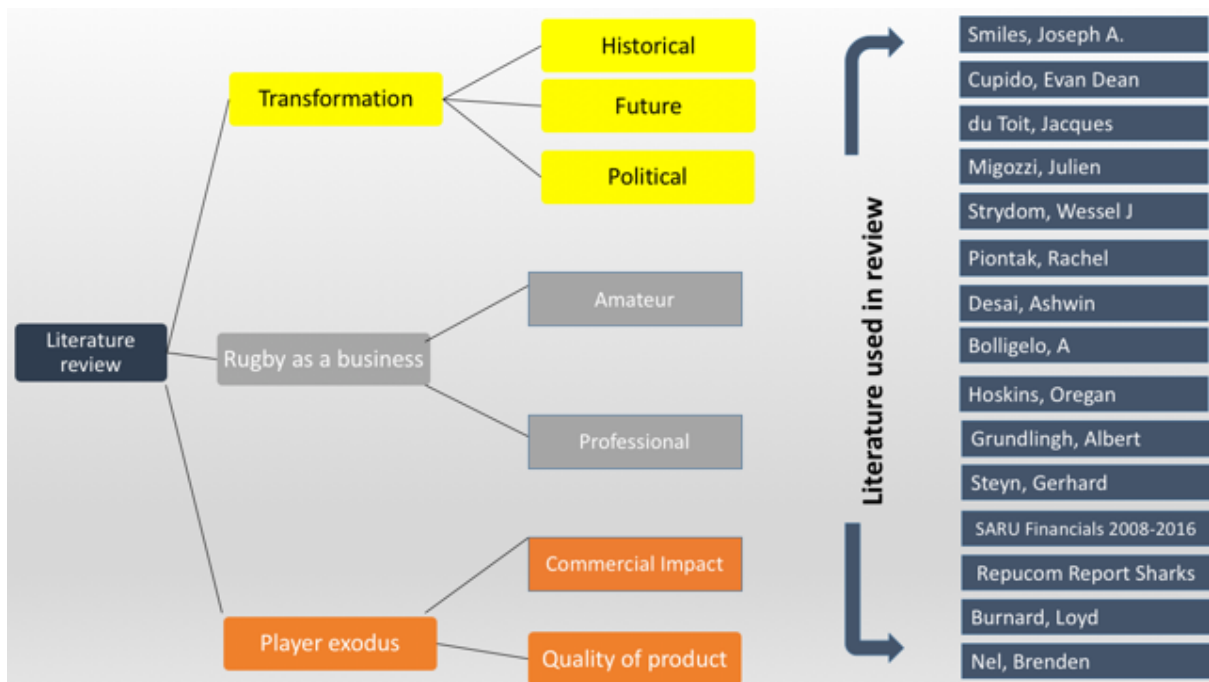 Literature
review
Transformation
Historical
Future
Political
Rugby as a business
Amateur
Professional
Player exodus
Commercial Impact
Quality of product
Literature used in review
Smiles, Joseph A.
Cupido, Evan Dean
du Toit, Jacques
Migozzi, Julien
Strydom, Wessel J
Piontak, Rachel
Desai, Ashwin
Bolligelo, A
Hoskins, Oregan
Grundlingh, Albert
Steyn, Gerhard
SARU Financials 2008-2016
Repucom Report Sharks
Burnard, Loyd
Nel, Brenden